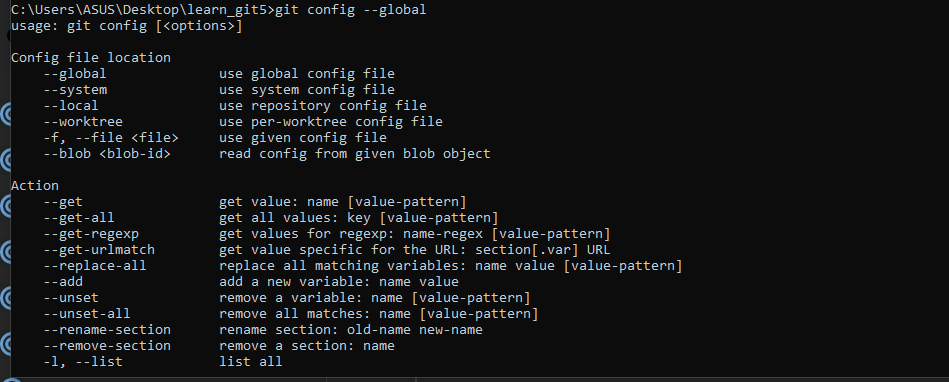 C:\Users\ASUS\Desktop\learn_git5>git config --global
usage: git config [<options>]
Config file location
--global use global config file
--system use system config file
--local use repository config file
--worktree use per-worktree config file
-f, --file <file> use given config file
--blob <blob-id> read config from given blob object
Action
--get get value: name [value-pattern]
--get-all get all values: key [value-pattern]
--get-regexp get values for regexp: name-regex [value-pattern]
--get-urlmatch get value specific for the URL: section[.var] URL
--replace-all replace all matching variables: name value [value-pattern]
--add add a new variable: name value
--unset remove a variable: name [value-pattern]
--unset-all remove all matches: name [value-pattern]
--rename-section rename section: old-name new-name
--remove-section remove a section: name
-l, --list list all